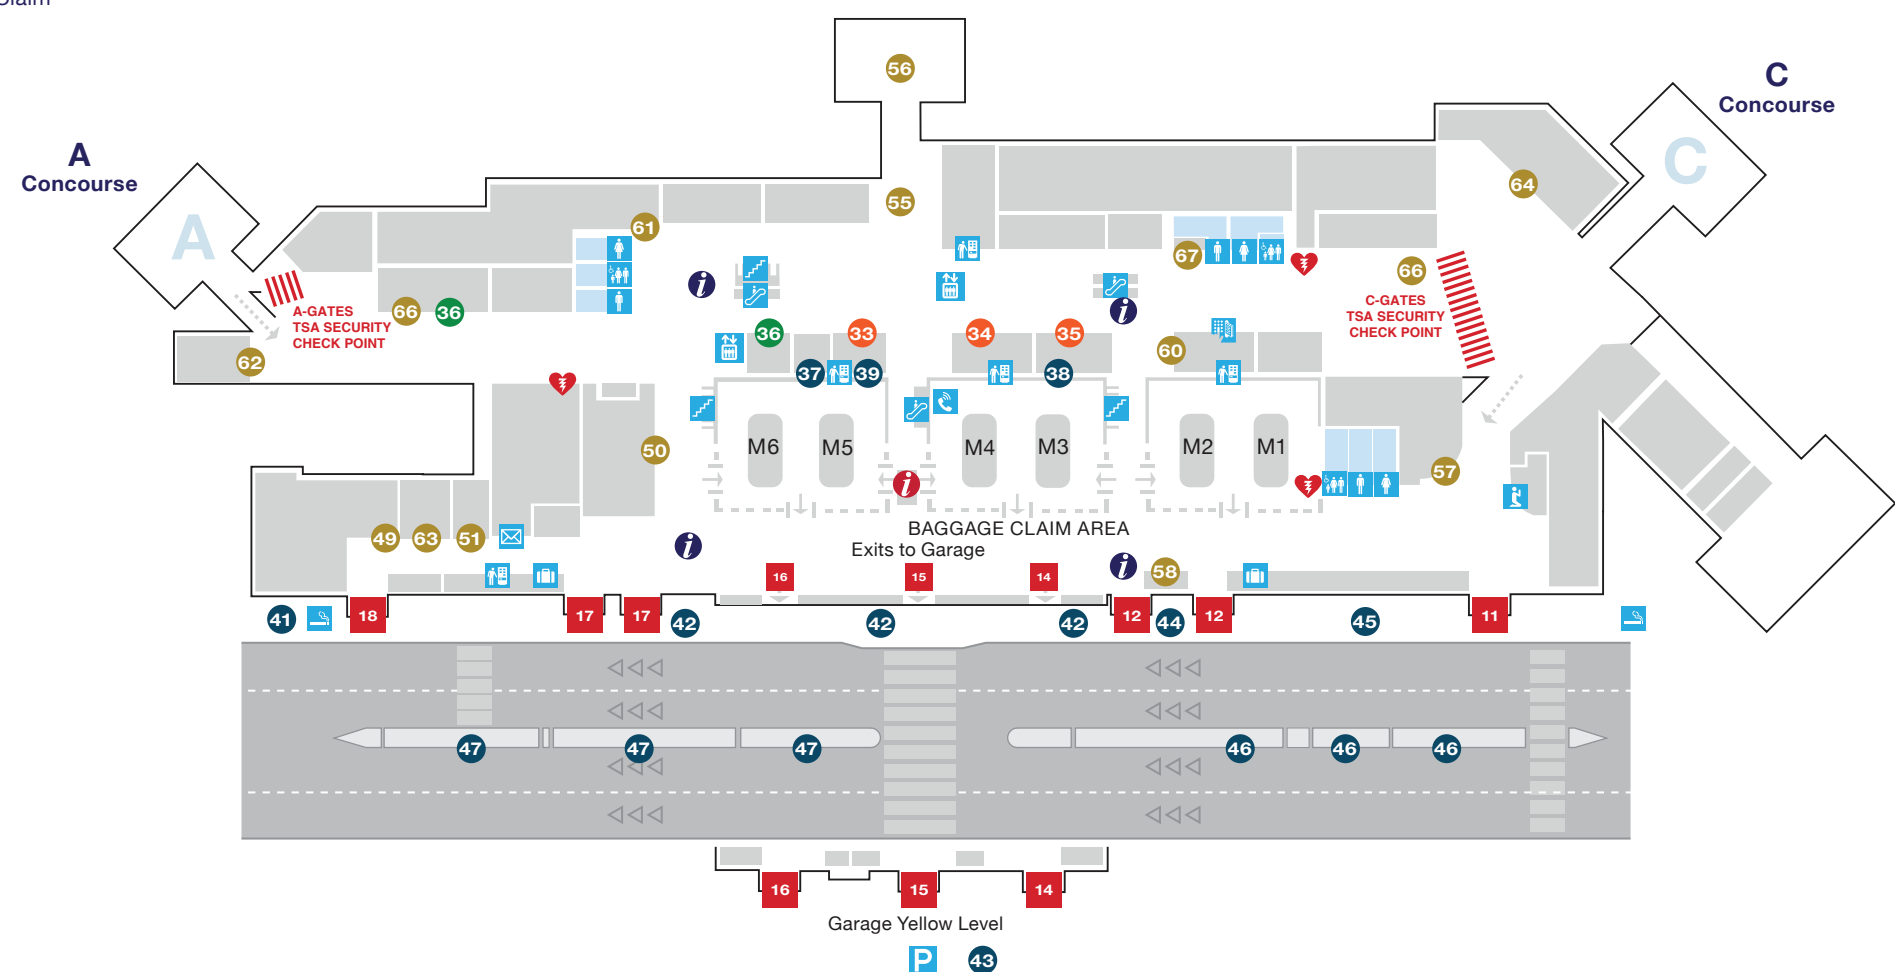 Claim
56
C
Concourse
A
Concourse
C
64
55
A
61
67
66
A-GATES
TSA SECURITY
CHECK POINT
66
36
i
i
C-GATES
TSA SECURITY
CHECK POINT
62
36
33
34
35
60
37
39
38
50
M6
M5
M4
M3
M2
M1
57
i
49
63
51
BAGGAGE CLAIM AREA
Exits to Garage
i
i
58
16
15
14
41
18
17
17
42
42
42
12
44
12
45
11
47
47
47
46
46
46
16
15
14
Garage Yellow Level
P
43